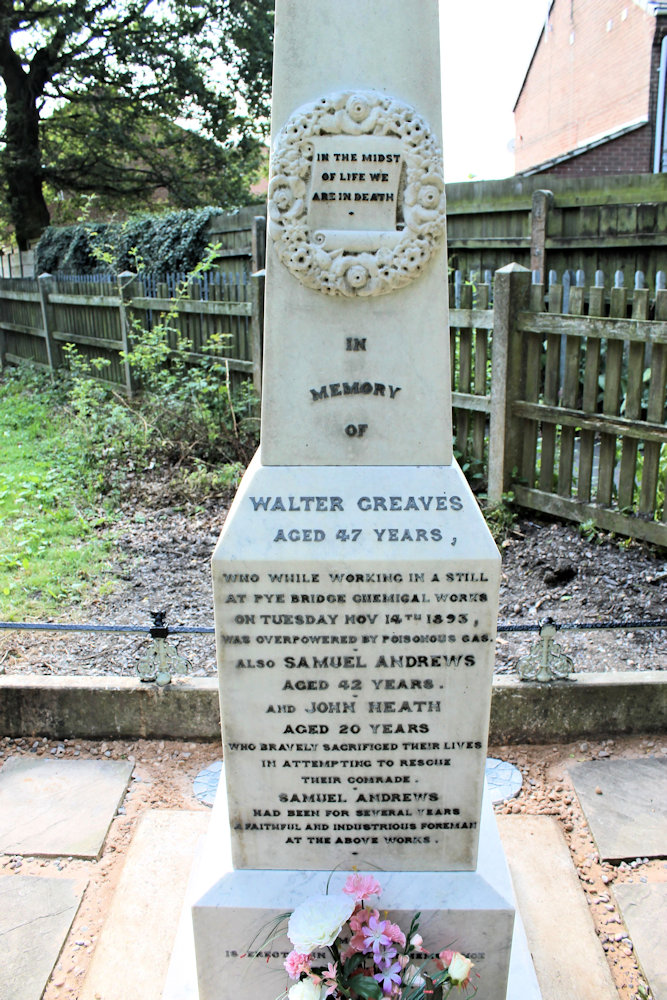 IN THE MIDST
OF LIFE WE
ARE IN DEATH
IN
MEMORY
OF
WALTER GREAVES
AGED 47 YEARS,
WHO WHILE WORKING IN A STILL
AT PYE BRIDGE CHEMICAL WORKS
ON TUESDAY NOV 14TH 1893,
WAS OVERPOWERED BY POISONOUS GAS.
ALSO SAMUEL ANDREWS
AGED 42 YEARS.
AND JOHN HEATH
AGED 20 YEARS
WHO BRAVELY SACRIFICED THEIR LIVES
IN ATTEMPTING TO RESCUE
THEIR COMRADE.
SAMUEL ANDREWS
HAD BEEN FOR SEVERAL YEARS
A FAITHFUL AND INDUSTRIOUS FOREMAN
AT THE ABOVE WORKS.
IS ERECTED